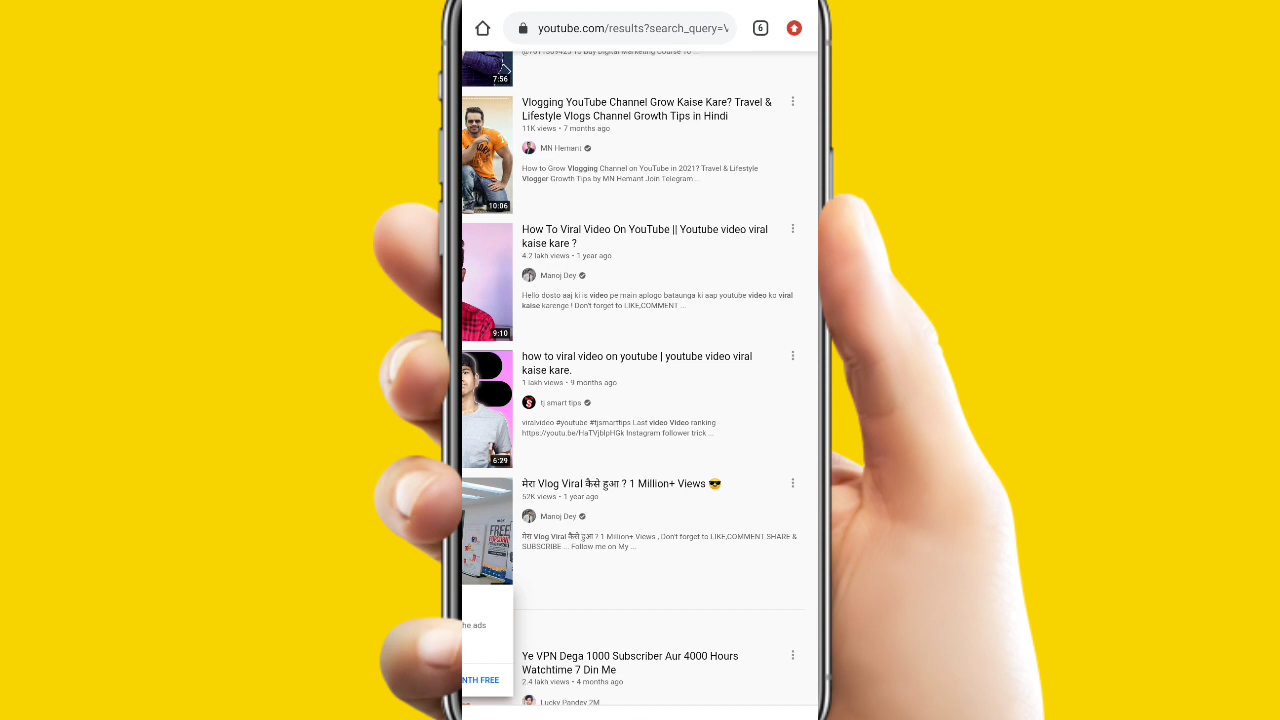 youtube.com/results?search_query=V
6
7:56
Vlogging YouTube Channel Grow Kaise Kare? Travel &
Lifestyle Vlogs Channel Growth Tips in Hindi
11K views • 7 months ago
MN Hemant
How to Grow Vlogging Channel on YouTube in 2021? Travel & Lifestyle
Vlogger Growth Tips by MN Hemant Join Telegram ...
10:06
How To Viral Video On YouTube || Youtube video viral
kaise kare ?
4.2 lakh views • 1 year ago
Manoj Dey
Hello dosto aaj ki is video pe main aplogo bataunga ki aap youtube video ko viral
kaise karenge ! Don't forget to LIKE,COMMENT ...
9:10
how to viral video on youtube | youtube video viral
kaise kare.
1 lakh views • 9 months ago
tj smart tips
viralvideo #youtube #tjsmarttips Last video Video ranking -
https://youtu.be/HaTVjbIpHGk Instagram follower trick ...
6:29
मेरा Vlog Viral कैसे हुआ ? 1 Million+ Views 😎
52K views • 1 year ago
Manoj Dey
मेरा Vlog Viral कैसे हुआ ? 1 Million+ Views , Don't forget to LIKE,COMMENT SHARE &
SUBSCRIBE ... Follow me on My ...
FREE
he ads
NTH FREE
Ye VPN Dega 1000 Subscriber Aur 4000 Hours
Watchtime 7 Din Me
2.4 lakh views • 4 months ago
Lucky Pandey 2M